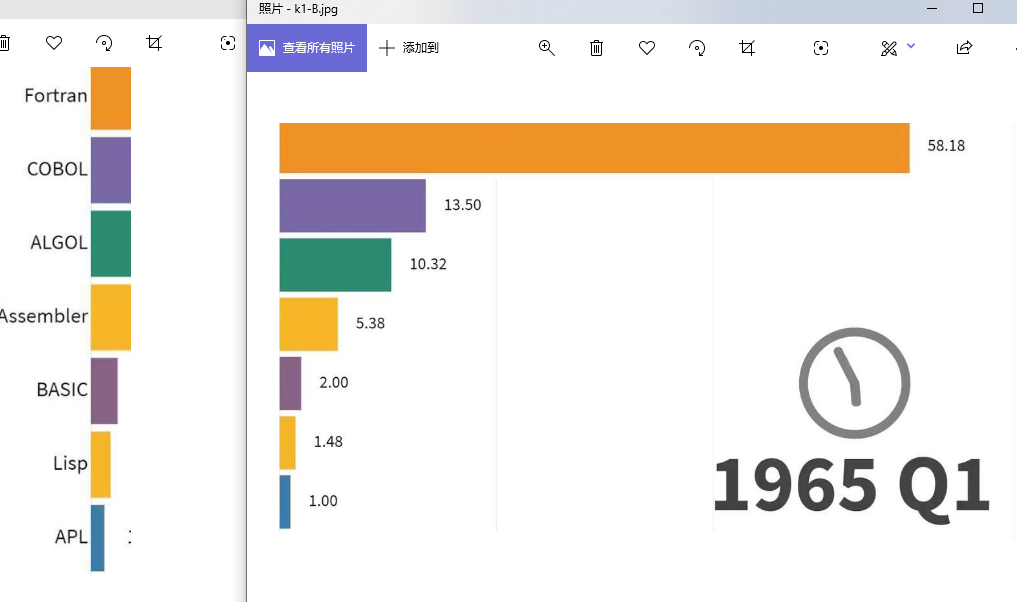 照片 - k1-B.jpg
查看所有照片
添加到
Fortran
COBOL
ALGOL
Assembler
BASIC
Lisp
APL
58.18
13.50
10.32
5.38
2.00
1.48
1.00
1965 Q1